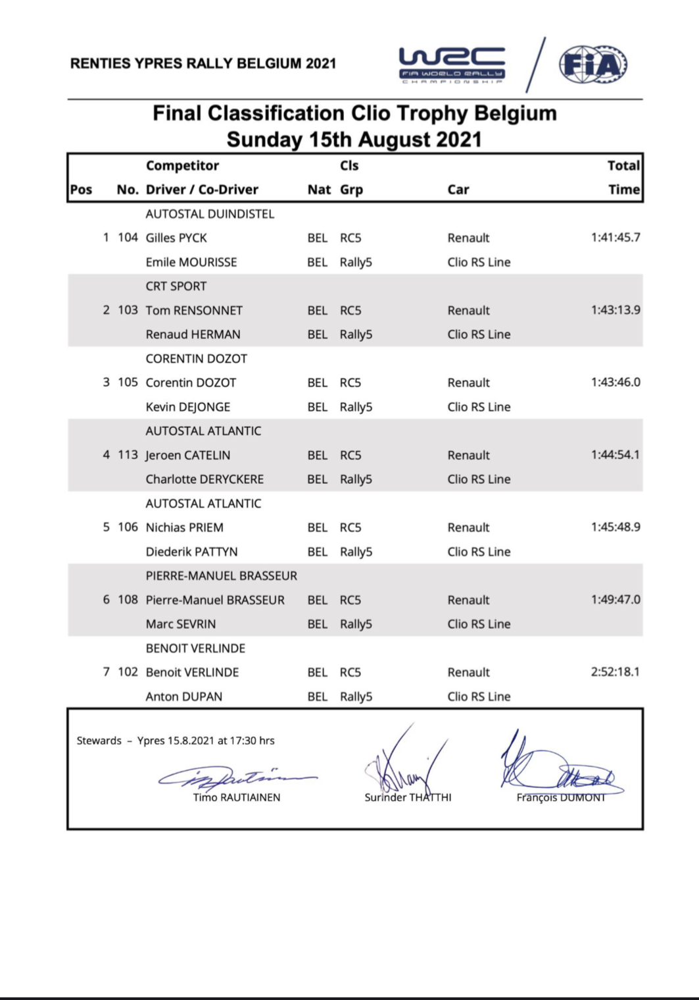 RENTIES YPRES RALLY BELGIUM 2021
WRC
FIA WORLD RALLY
CHAMPIONSHIP
FiA
Final Classification Clio Trophy Belgium
Sunday 15th August 2021
Competitor Cls Total
Pos No. Driver / Co-Driver Nat Grp Car Time
AUTOSTAL DUINDISTEL
1 104 Gilles PYCK BEL RC5 Renault 1:41:45.7
Emile MOURISSE BEL Rally5 Clio RS Line
CRT SPORT
2 103 Tom RENSONNET BEL RC5 Renault 1:43:13.9
Renaud HERMAN BEL Rally5 Clio RS Line
CORENTIN DOZOT
3 105 Corentin DOZOT BEL RC5 Renault 1:43:46.0
Kevin DEJONGE BEL Rally5 Clio RS Line
AUTOSTAL ATLANTIC
4 113 Jeroen CATELIN BEL RC5 Renault 1:44:54.1
Charlotte DERYCKERE BEL Rally5 Clio RS Line
AUTOSTAL ATLANTIC
5 106 Nichias PRIEM BEL RC5 Renault 1:45:48.9
Diederik PATTYN BEL Rally5 Clio RS Line
PIERRE-MANUEL BRASSEUR
6 108 Pierre-Manuel BRASSEUR BEL RC5 Renault 1:49:47.0
Marc SEVRIN BEL Rally5 Clio RS Line
BENOIT VERLINDE
7 102 Benoit VERLINDE BEL RC5 Renault 2:52:18.1
Anton DUPAN BEL Rally5 Clio RS Line
Stewards – Ypres 15.8.2021 at 17:30 hrs
Timo RAUTIAINEN Surinder THATTHI François DUMONT